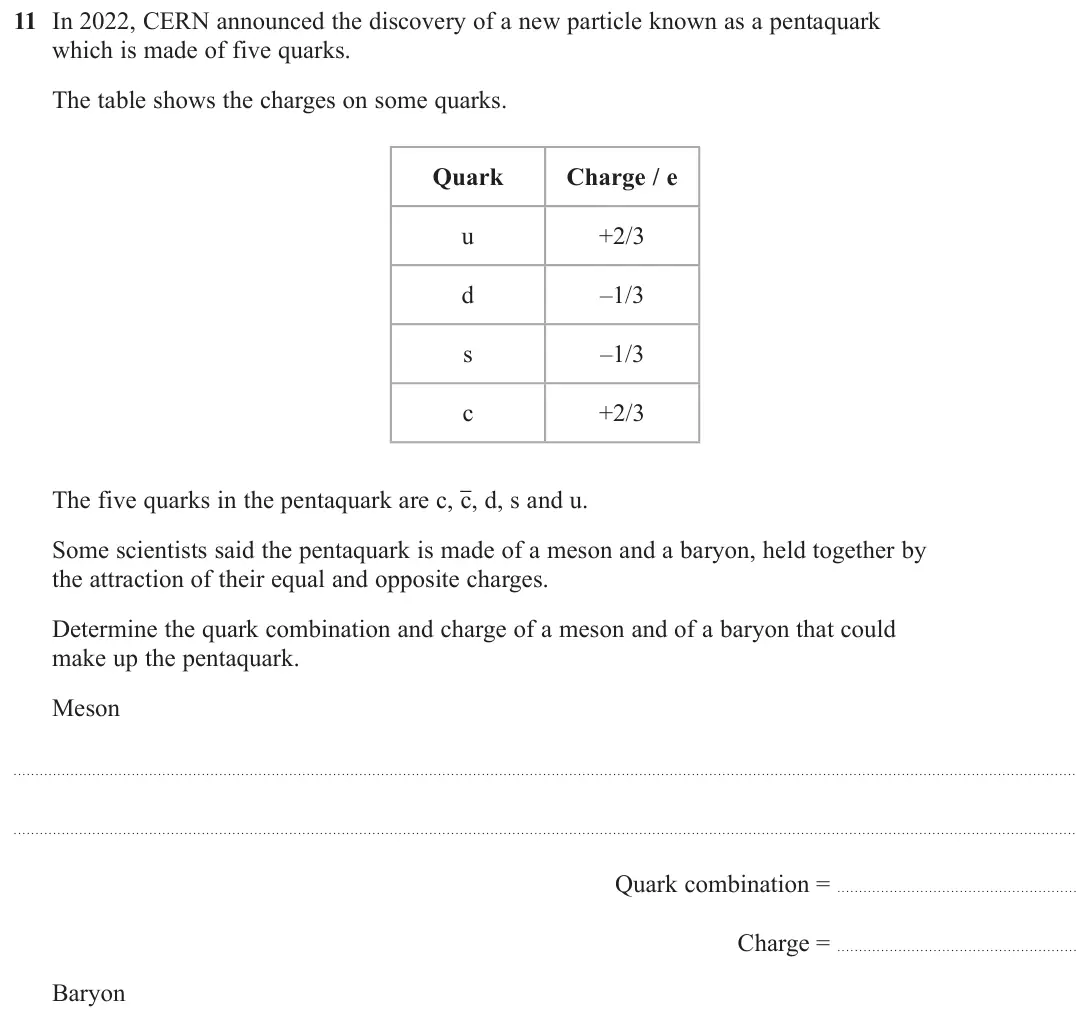 11 In 2022, CERN announced the discovery of a new particle known as a pentaquark
which is made of five quarks.
The table shows the charges on some quarks.
Quark Charge / e
u +2/3
d –1/3
s –1/3
c +2/3
The five quarks in the pentaquark are c, c̅, d, s and u.
Some scientists said the pentaquark is made of a meson and a baryon, held together by
the attraction of their equal and opposite charges.
Determine the quark combination and charge of a meson and of a baryon that could
make up the pentaquark.
Meson
Quark combination =
Charge =
Baryon